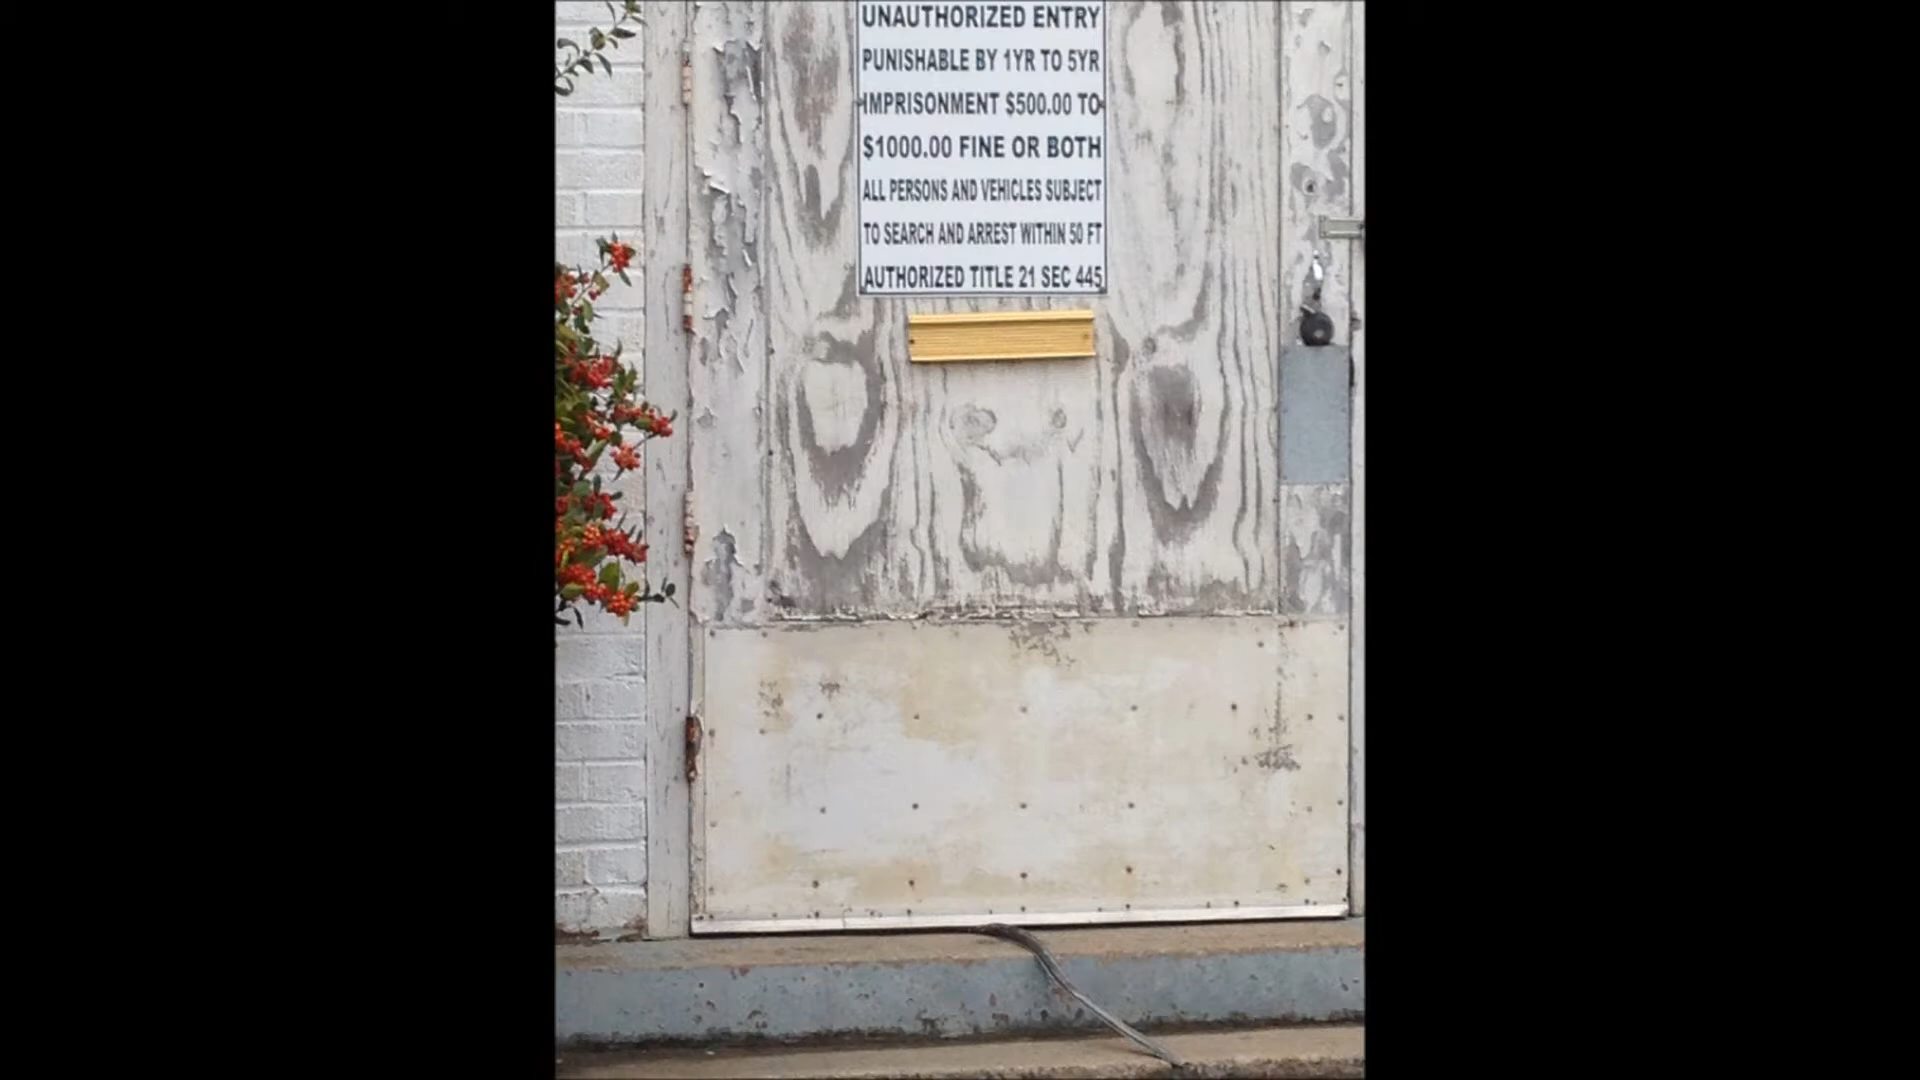 UNAUTHORIZED ENTRY
PUNISHABLE BY 1YR TO 5YR
IMPRISONMENT $500.00 TO
$1000.00 FINE OR BOTH
ALL PERSONS AND VEHICLES SUBJECT
TO SEARCH AND ARREST WITHIN 50 FT
AUTHORIZED TITLE 21 SEC 445